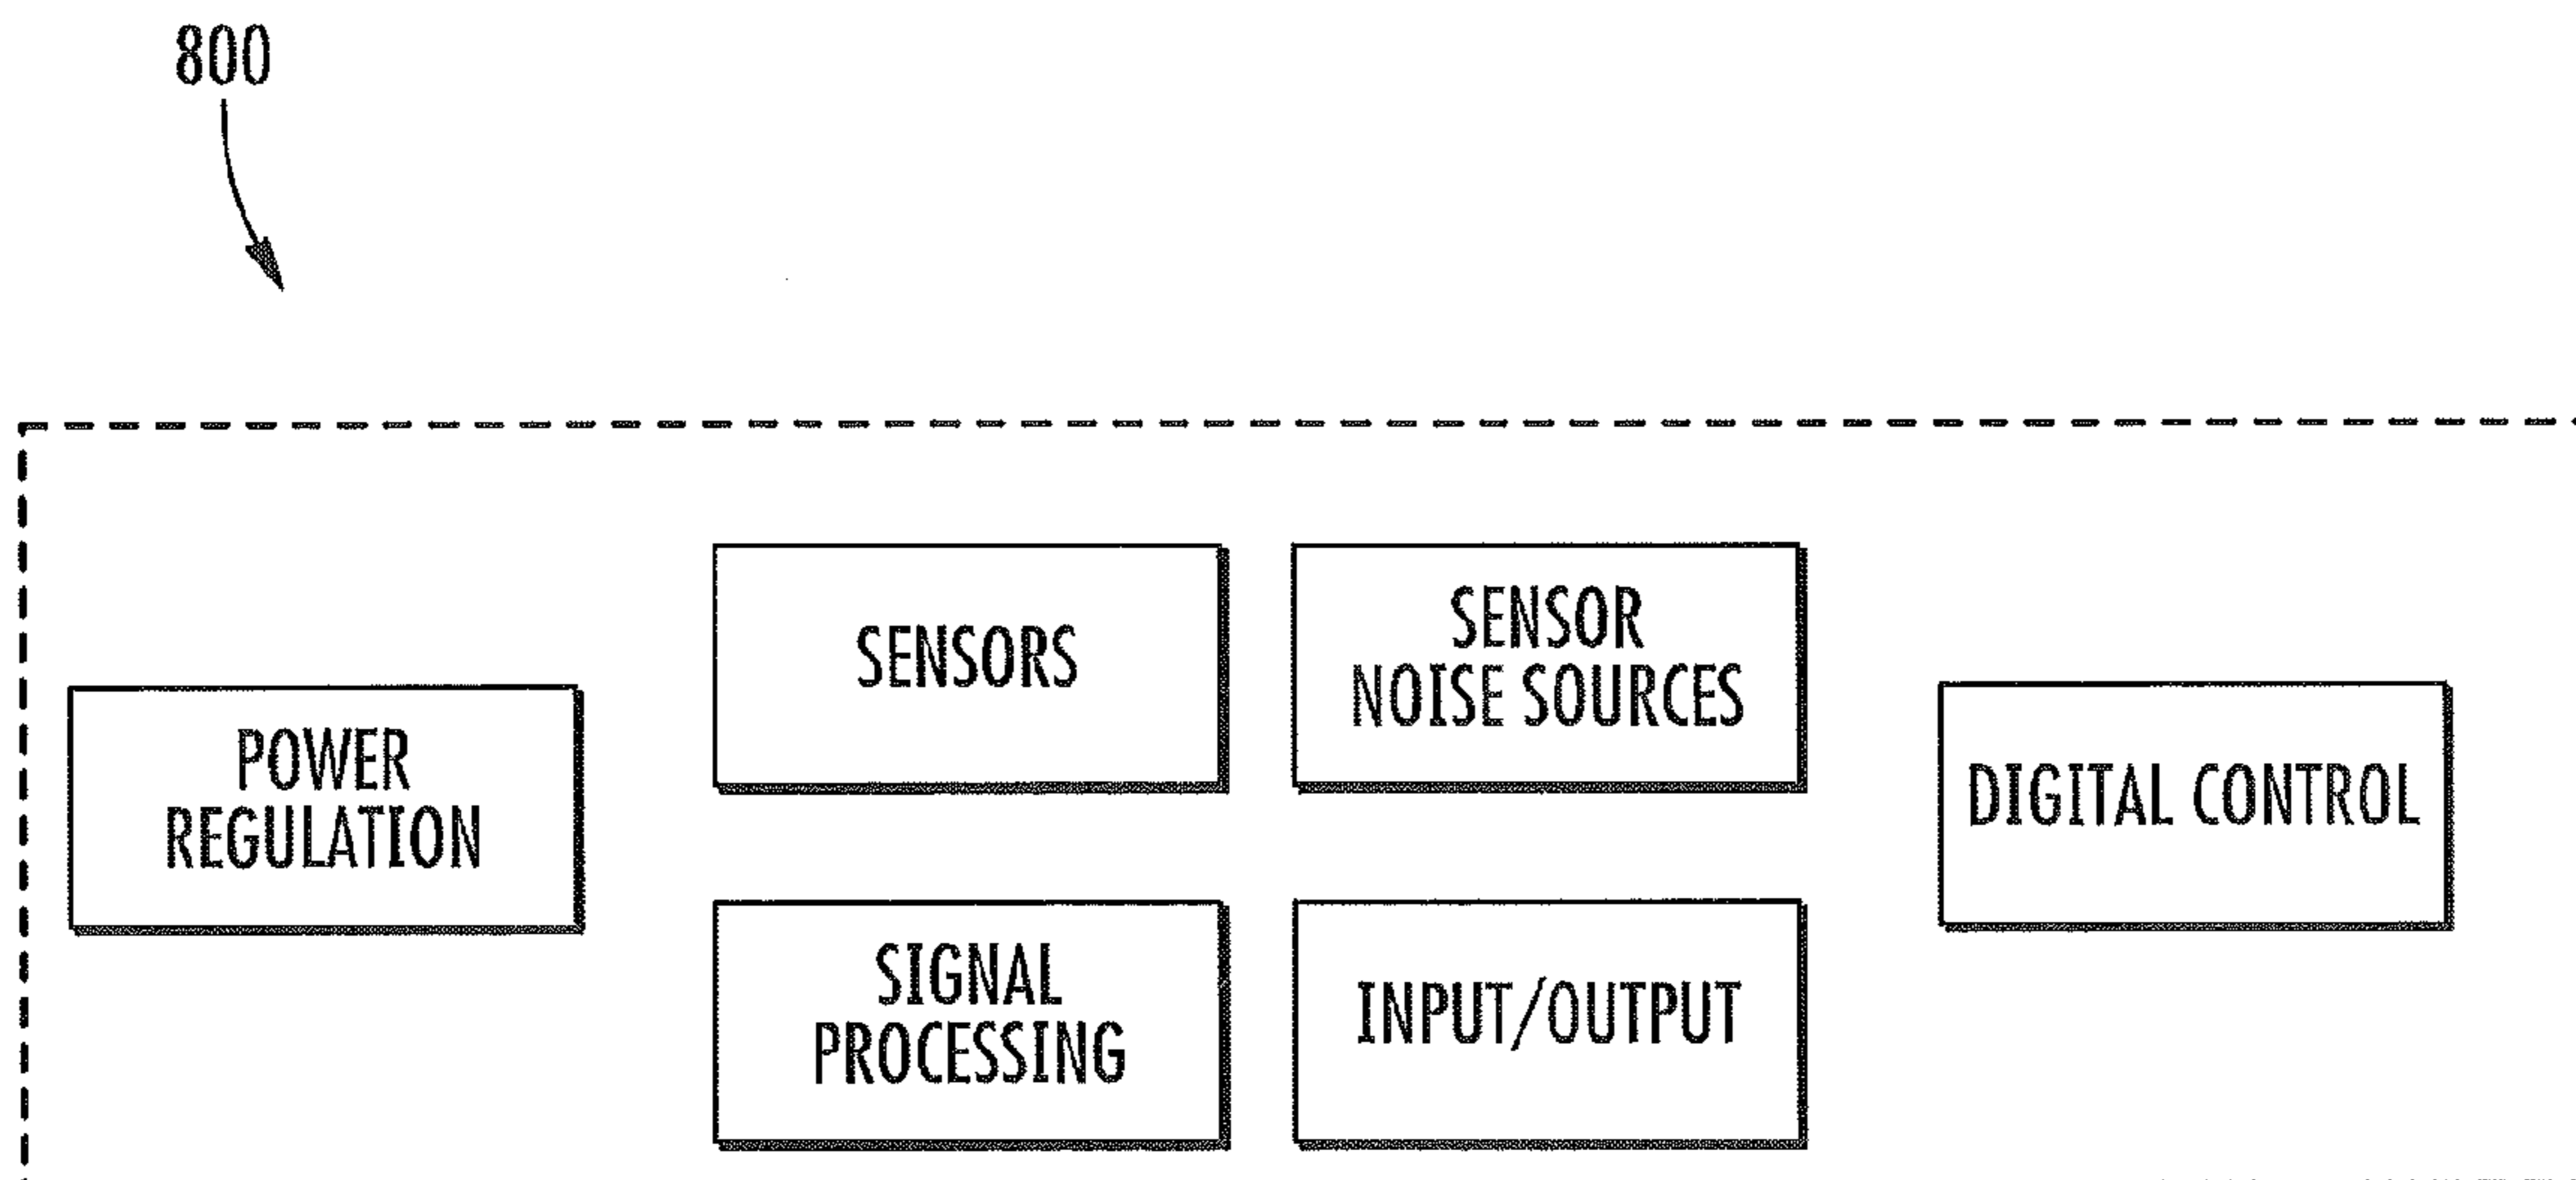 800
POWER
REGULATION
SENSORS
SENSOR
NOISE SOURCES
SIGNAL
PROCESSING
INPUT/OUTPUT
DIGITAL CONTROL